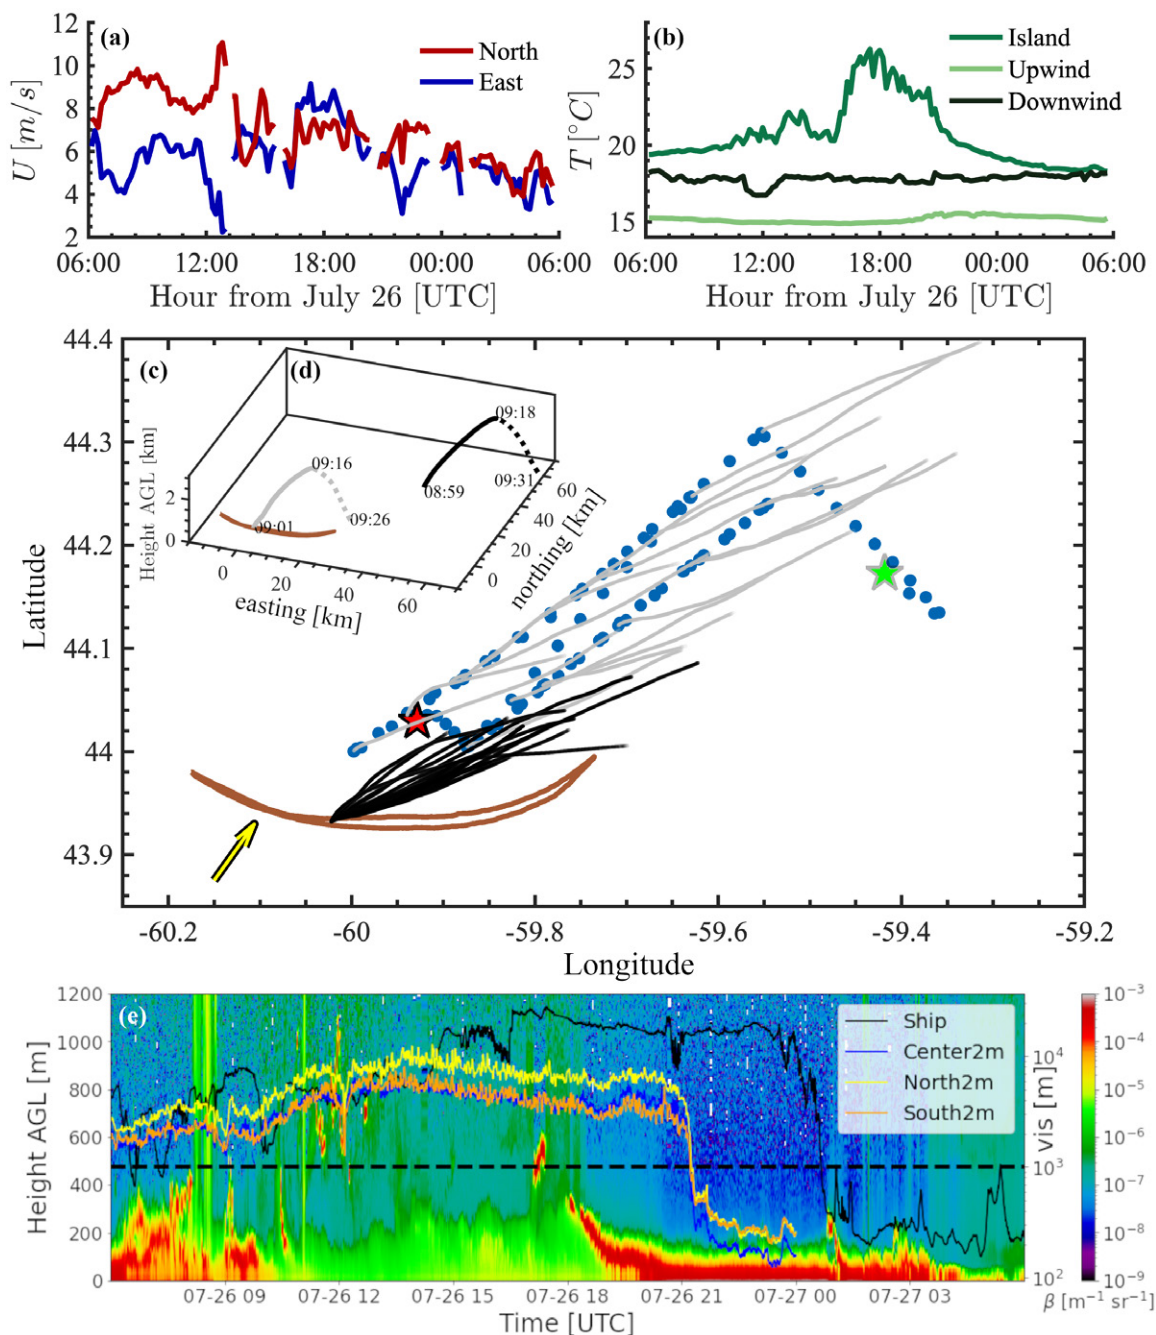 (a)
North
East
U [m/s]
12
10
8
6
4
2
06:00 12:00 18:00 00:00 06:00
Hour from July 26 [UTC]
(b)
Island
Upwind
Downwind
T [°C]
25
20
15
06:00 12:00 18:00 00:00 06:00
Hour from July 26 [UTC]
(c)
(d)
Height AGL [km]
2
0
09:16
09:01
09:26
09:18
08:59
09:31
0 20 40 60
easting [km]
0 20 40 60
northing [km]
Latitude
44.4
44.3
44.2
44.1
44
43.9
-60.2 -60 -59.8 -59.6 -59.4 -59.2
Longitude
(e)
Ship
Center2m
North2m
South2m
Height AGL [m]
1200
1000
800
600
400
200
0
07-26 09 07-26 12 07-26 15 07-26 18 07-26 21 07-27 00 07-27 03
Time [UTC]
vis [m]
10⁴
10³
10²
10⁻³
10⁻⁴
10⁻⁵
10⁻⁶
10⁻⁷
10⁻⁸
10⁻⁹
β [m⁻¹ sr⁻¹]